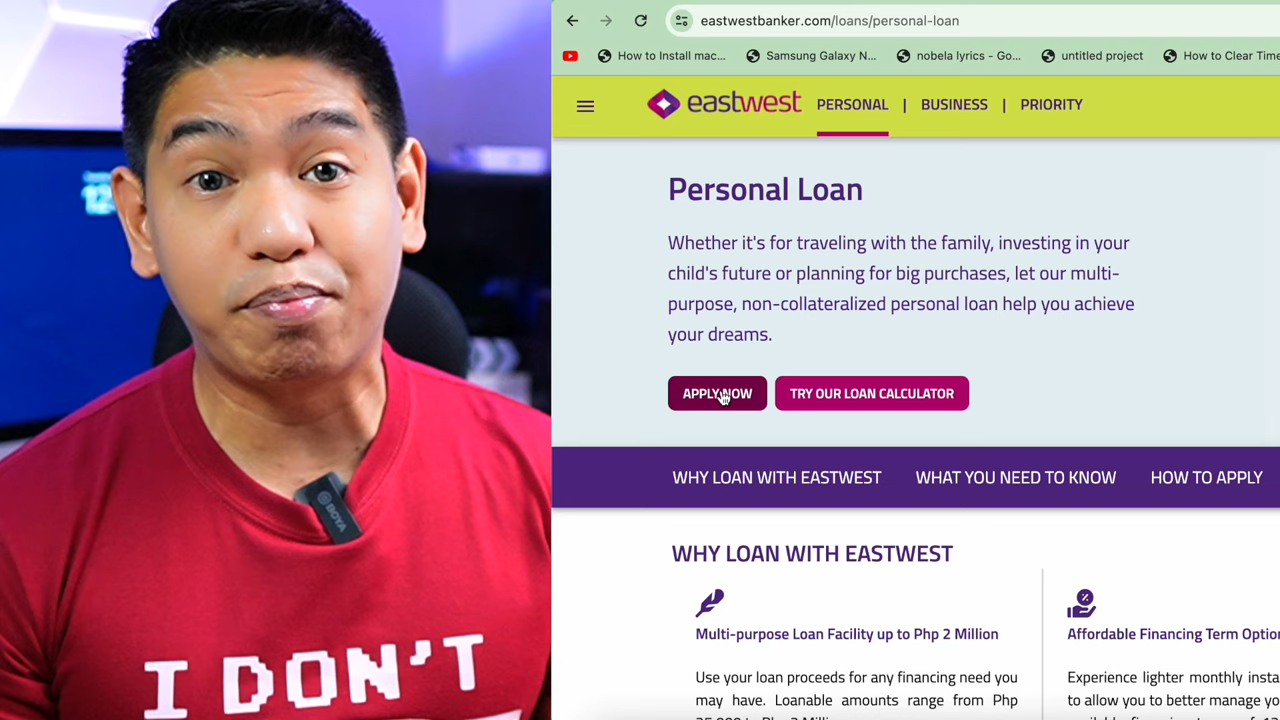 12
BOYA
I DON'T
eastwestbanker.com/loans/personal-loan
How to Install mac...
Samsung Galaxy N...
nobela lyrics - Go...
untitled project
How to Clear Time
eastwest
PERSONAL | BUSINESS | PRIORITY
Personal Loan
Whether it's for traveling with the family, investing in your
child's future or planning for big purchases, let our multi-
purpose, non-collateralized personal loan help you achieve
your dreams.
APPLY NOW
TRY OUR LOAN CALCULATOR
WHY LOAN WITH EASTWEST
WHAT YOU NEED TO KNOW
HOW TO APPLY
WHY LOAN WITH EASTWEST
Multi-purpose Loan Facility up to Php 2 Million
Use your loan proceeds for any financing need you
may have. Loanable amounts range from Php
Affordable Financing Term Optio
Experience lighter monthly insta
to allow you to better manage yo